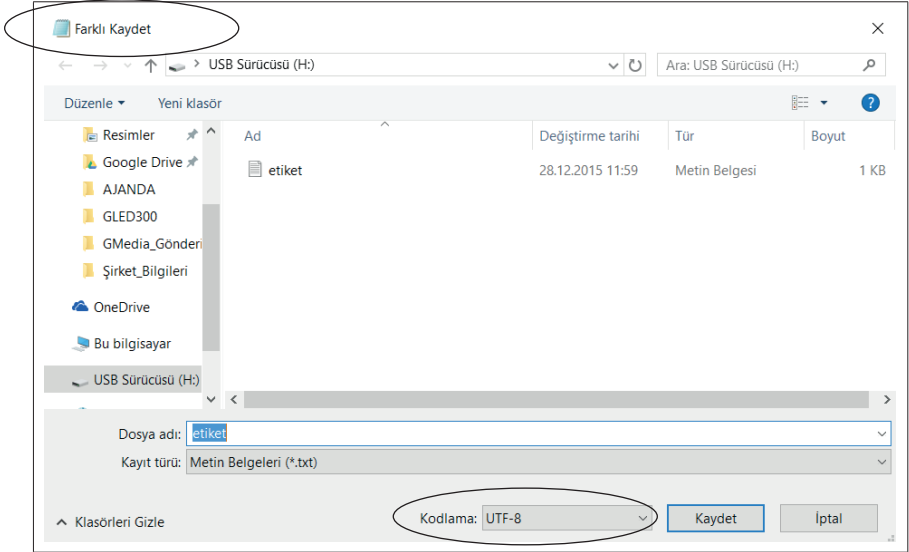 Farklı Kaydet
USB Sürücüsü (H:)
Ara: USB Sürücüsü (H:)
Düzenle
Yeni klasör
?
Resimler
Google Drive
AJANDA
GLED300
GMedia_Gönderi
Şirket_Bilgileri
OneDrive
Bu bilgisayar
USB Sürücüsü (H:)
Ad Değiştirme tarihi Tür Boyut
etiket 28.12.2015 11:59 Metin Belgesi 1 KB
Dosya adı: etiket
Kayıt türü: Metin Belgeleri (*.txt)
Klasörleri Gizle
Kodlama: UTF-8
Kaydet
İptal